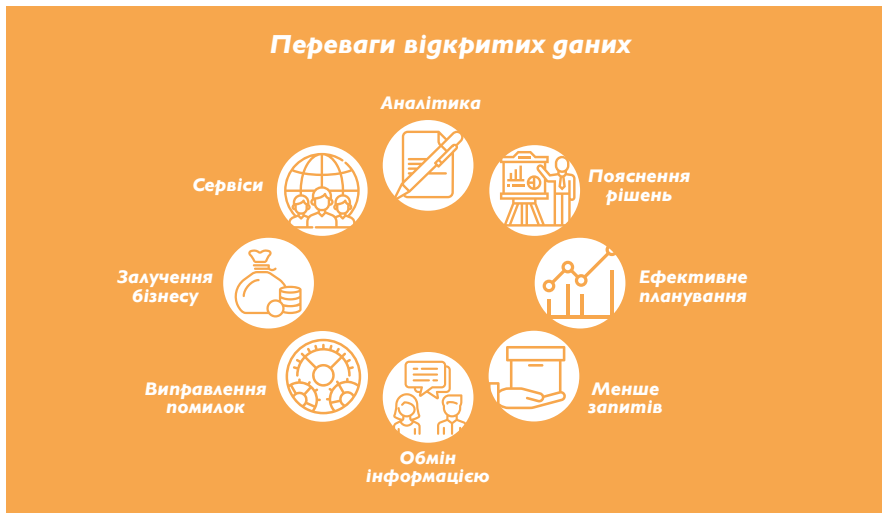 Переваги відкритих даних
Аналітика
Пояснення
рішень
Ефективне
планування
Менше
запитів
Обмін
інформацією
Виправлення
помилок
Залучення
бізнесу
Сервіси